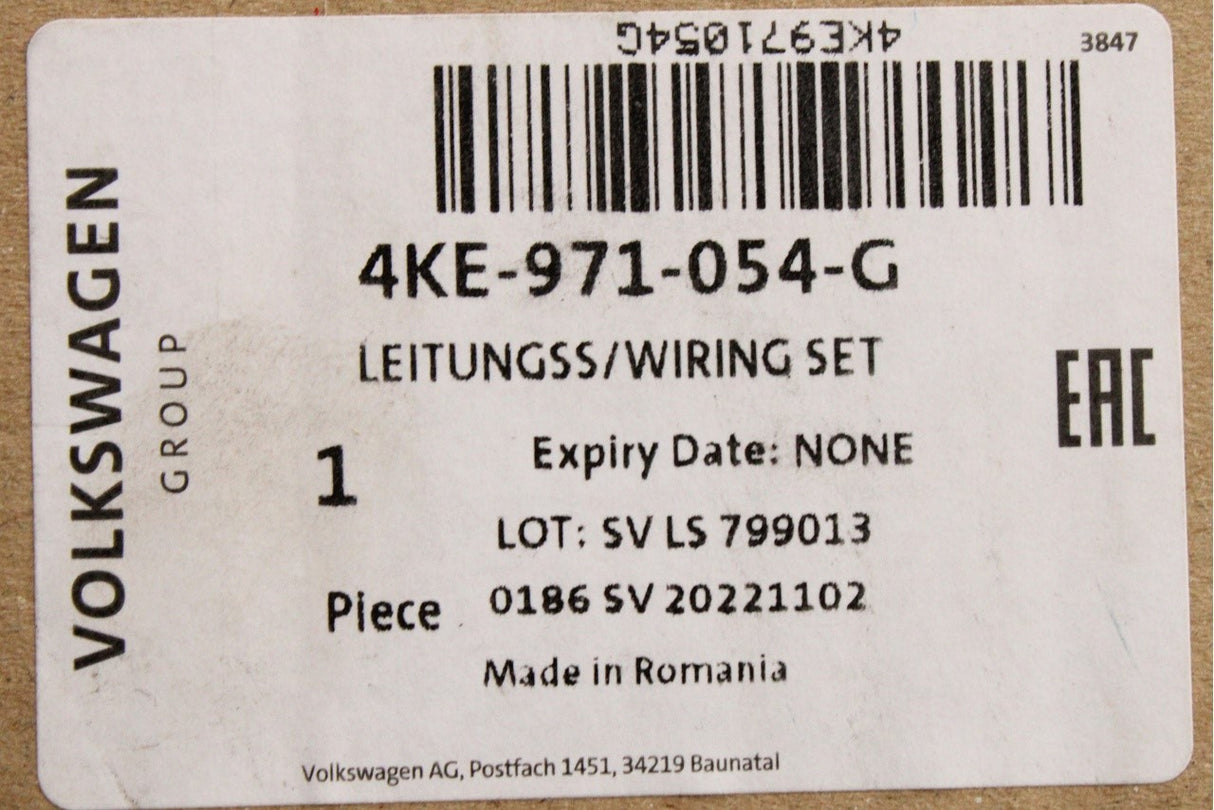 4KE971054G
3847
4KE-971-054-G
LEITUNGSS/WIRING SET
EAC
1
Expiry Date: NONE
LOT: SV LS 799013
Piece
0186 SV 20221102
Made in Romania
Volkswagen AG, Postfach 1451, 34219 Baunatal
VOLKSWAGEN
GROUP